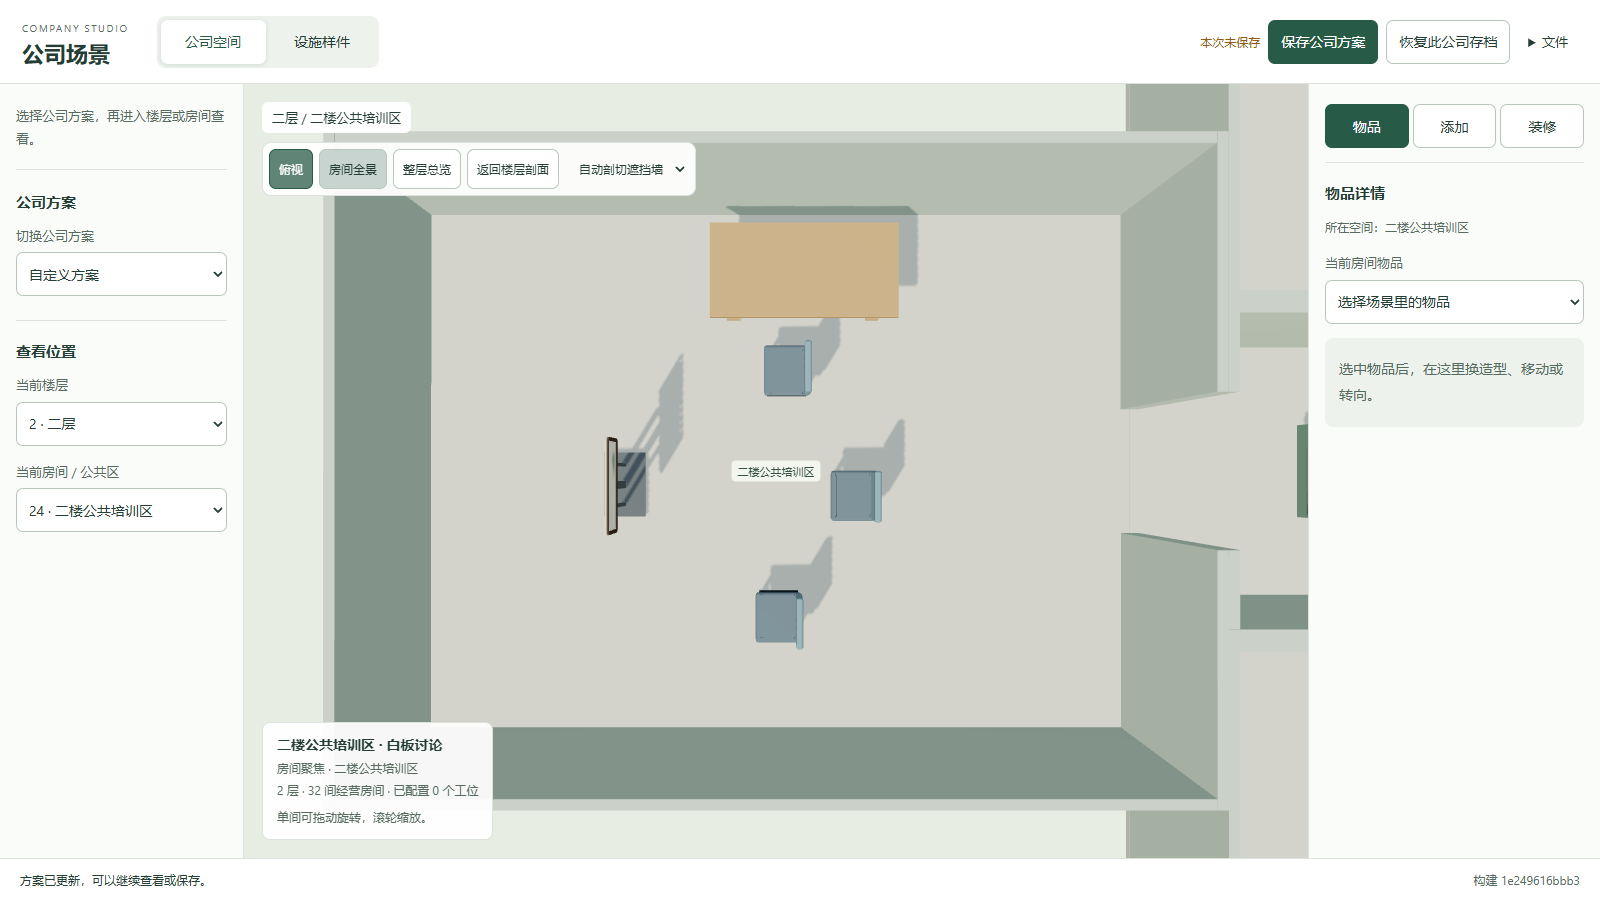 COMPANY STUDIO
公司场景
公司空间
设施样件
本次未保存
保存公司方案
恢复此公司存档
▶ 文件
选择公司方案，再进入楼层或房间查
看。
公司方案
切换公司方案
自定义方案
查看位置
当前楼层
2 · 二层
当前房间 / 公共区
24 · 二楼公共培训区
二层 / 二楼公共培训区
俯视
房间全景
整层总览
返回楼层剖面
自动剖切遮挡墙
二楼公共培训区
二楼公共培训区 · 白板讨论
房间聚焦 · 二楼公共培训区
2 层 · 32 间经营房间 · 已配置 0 个工位
单间可拖动旋转，滚轮缩放。
物品
添加
装修
物品详情
所在空间：二楼公共培训区
当前房间物品
选择场景里的物品
选中物品后，在这里换造型、移动或
转向。
方案已更新，可以继续查看或保存。
构建 1e249616bbb3